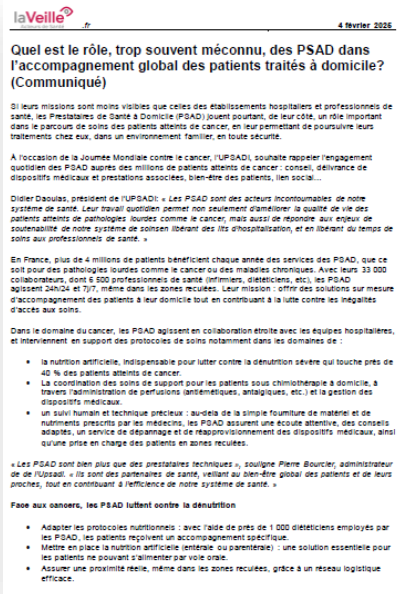 laVeille
Acteurs de Santé .fr
4 février 2025
Quel est le rôle, trop souvent méconnu, des PSAD dans
l'accompagnement global des patients traités à domicile?
(Communiqué)
Si leurs missions sont moins visibles que celles des établissements hospitaliers et professionnels de
santé, les Prestataires de Santé à Domicile (PSAD) jouent pourtant, de leur côté, un rôle important
dans le parcours de soins des patients atteints de cancer, en leur permettant de poursuivre leurs
traitements chez eux, dans un environnement familier, en toute sécurité.
À l'occasion de la Journée Mondiale contre le cancer, l'UPSADI, souhaite rappeler l'engagement
quotidien des PSAD auprès des millions de patients atteints de cancer : conseil, délivrance de
dispositifs médicaux et prestations associées, bien-être des patients, lien social...
Didier Daoulas, président de l'UPSADI: « Les PSAD sont des acteurs incontournables de notre
système de santé. Leur travail quotidien permet non seulement d'améliorer la qualité de vie des
patients atteints de pathologies lourdes comme le cancer, mais aussi de répondre aux enjeux de
soutenabilité de notre système de soinsen libérant des lits d'hospitalisation, et en libérant du temps de
soins aux professionnels de santé. »
En France, plus de 4 millions de patients bénéficient chaque année des services des PSAD, que ce
soit pour des pathologies lourdes comme le cancer ou des maladies chroniques. Avec leurs 33 000
collaborateurs, dont 6 500 professionnels de santé (infirmiers, diététiciens, etc), les PSAD
agissent 24h/24 et 7j/7, même dans les zones reculées. Leur mission : offrir des solutions sur mesure
d'accompagnement des patients à leur domicile tout en contribuant à la lutte contre les inégalités
d'accès aux soins.
Dans le domaine du cancer, les PSAD agissent en collaboration étroite avec les équipes hospitalières,
et interviennent en support des protocoles de soins notamment dans les domaines de :
• la nutrition artificielle, indispensable pour lutter contre la dénutrition sévère qui touche près de
40 % des patients atteints de cancer.
• La coordination des soins de support pour les patients sous chimiothérapie à domicile, à
travers l'administration de perfusions (antiémétiques, antalgiques, etc.) et la gestion des
dispositifs médicaux.
• un suivi humain et technique précieux : au-delà de la simple fourniture de matériel et de
nutriments prescrits par les médecins, les PSAD assurent une écoute attentive, des conseils
adaptés, un service de dépannage et de réapprovisionnement des dispositifs médicaux, ainsi
qu'une prise en charge des patients en zones reculées.
« Les PSAD sont bien plus que des prestataires techniques », souligne Pierre Bourcier, administrateur
de de l'Upsadi. « Ils sont des partenaires de santé, veillant au bien-être global des patients et de leurs
proches, tout en contribuant à l'efficience de notre système de santé. »
Face aux cancers, les PSAD luttent contre la dénutrition
• Adapter les protocoles nutritionnels : avec l'aide de près de 1 000 diététiciens employés par
les PSAD, les patients reçoivent un accompagnement spécifique.
• Mettre en place la nutrition artificielle (entérale ou parentérale) : une solution essentielle pour
les patients ne pouvant s'alimenter par voie orale.
• Assurer une proximité réelle, même dans les zones reculées, grâce à un réseau logistique
efficace.